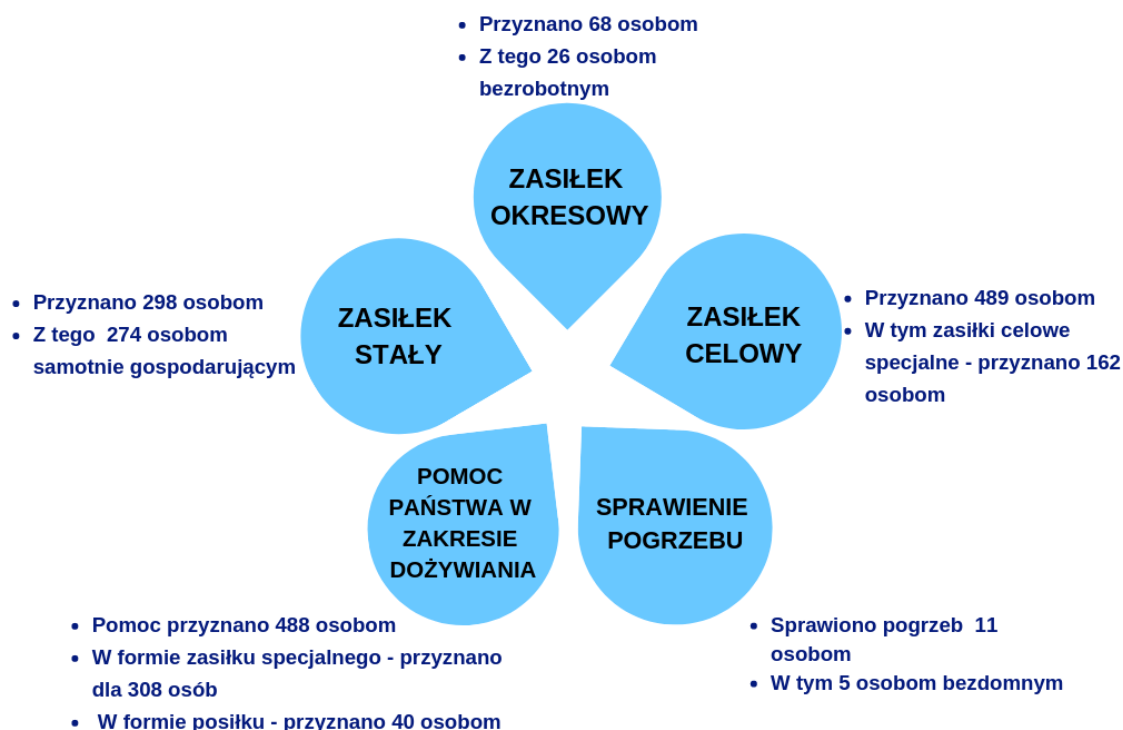 • Przyznano 68 osobom
• Z tego 26 osobom
bezrobotnym
ZASIŁEK
OKRESOWY
• Przyznano 298 osobom
• Z tego  274 osobom
samotnie gospodarującym
ZASIŁEK
STAŁY
ZASIŁEK
CELOWY
• Przyznano 489 osobom
• W tym zasiłki celowe
specjalne - przyznano 162
osobom
POMOC
PAŃSTWA W
ZAKRESIE
DOŻYWIANIA
SPRAWIENIE
POGRZEBU
• Pomoc przyznano 488 osobom
• W formie zasiłku specjalnego - przyznano
dla 308 osób
• W formie posiłku - przyznano 40 osobom
• Sprawiono pogrzeb  11
osobom
• W tym 5 osobom bezdomnym